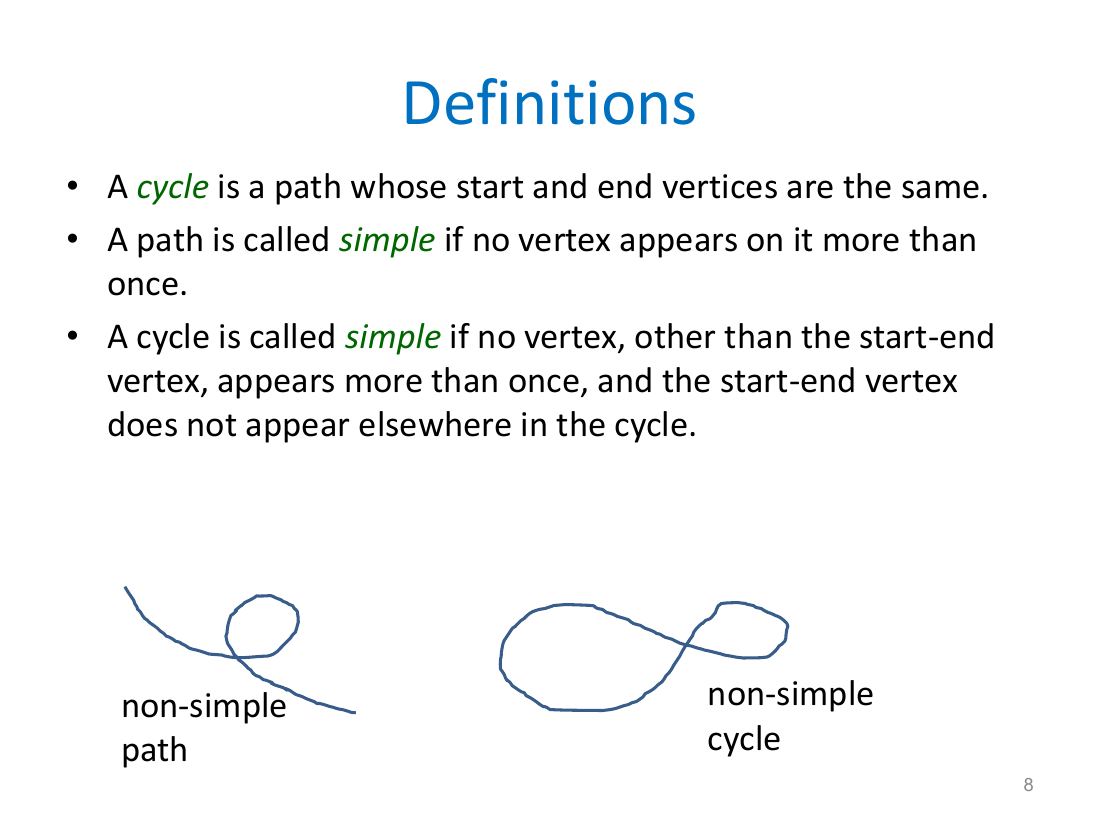 Definitions
• A cycle is a path whose start and end vertices are the same.
• A path is called simple if no vertex appears on it more than
once.
• A cycle is called simple if no vertex, other than the start-end
vertex, appears more than once, and the start-end vertex
does not appear elsewhere in the cycle.
non-simple
path
non-simple
cycle
8